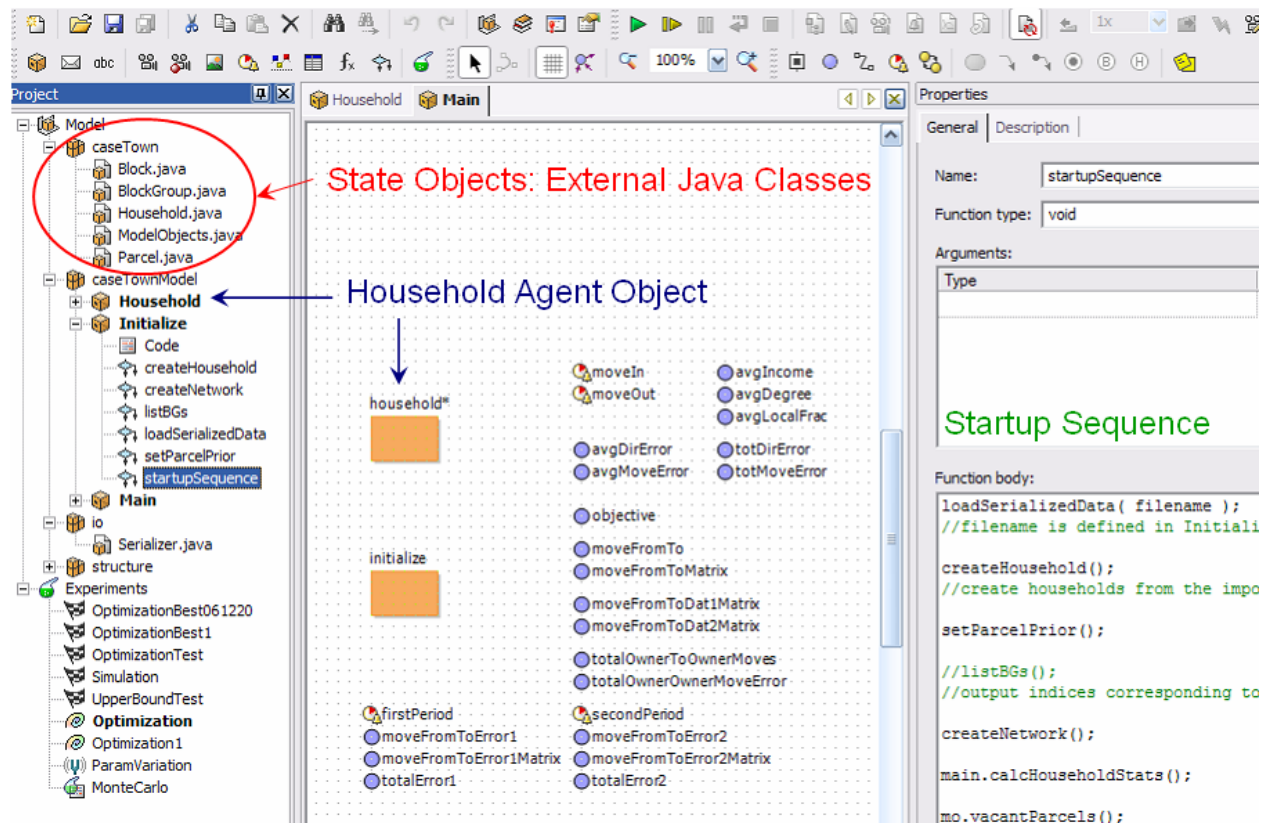 abc
fx
100%
1x
B
H
Project
Model
caseTown
Block.java
BlockGroup.java
Household.java
ModelObjects.java
Parcel.java
caseTownModel
Household
Initialize
Code
createHousehold
createNetwork
listBGs
loadSerializedData
setParcelPrior
startupSequence
Main
io
Serializer.java
structure
Experiments
OptimizationBest061220
OptimizationBest1
OptimizationTest
Simulation
UpperBoundTest
Optimization
Optimization1
ParamVariation
MonteCarlo
Household Main
State Objects: External Java Classes
Household Agent Object
household*
moveIn avgIncome
moveOut avgDegree
avgLocalFrac
avgDirError totDirError
avgMoveError totMoveError
objective
initialize
moveFromTo
moveFromToMatrix
moveFromToDat1Matrix
moveFromToDat2Matrix
totalOwnerToOwnerMoves
totalOwnerOwnerMoveError
firstPeriod secondPeriod
moveFromToError1 moveFromToError2
moveFromToError1Matrix moveFromToError2Matrix
totalError1 totalError2
Properties
General Description
Name: startupSequence
Function type: void
Arguments:
Type
Startup Sequence
Function body:
loadSerializedData( filename );
//filename is defined in Initiali
createHousehold();
//create households from the impo
setParcelPrior();
//listBGs();
//output indices corresponding to
createNetwork();
main.calcHouseholdStats();
mo.vacantParcels();